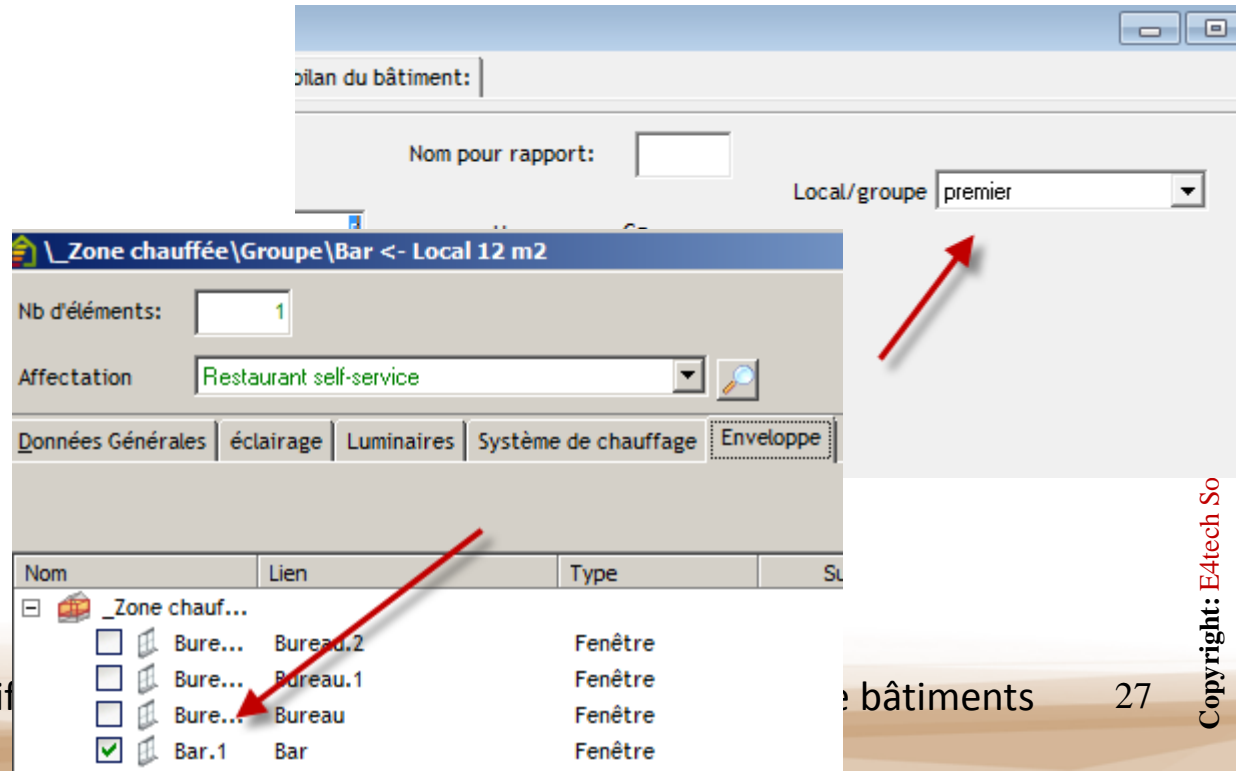 bilan du bâtiment:
Nom pour rapport:
Local/groupe premier
\_Zone chauffée\Groupe\Bar <- Local 12 m2
Nb d'éléments: 1
Affectation Restaurant self-service
Données Générales éclairage Luminaires Système de chauffage Enveloppe
Nom Lien Type Su
_Zone chauf...
Bure... Bureau.2 Fenêtre
Bure... Bureau.1 Fenêtre
Bure... Bureau Fenêtre
Bar.1 Bar Fenêtre
if e bâtiments 27
Copyright: E4tech So